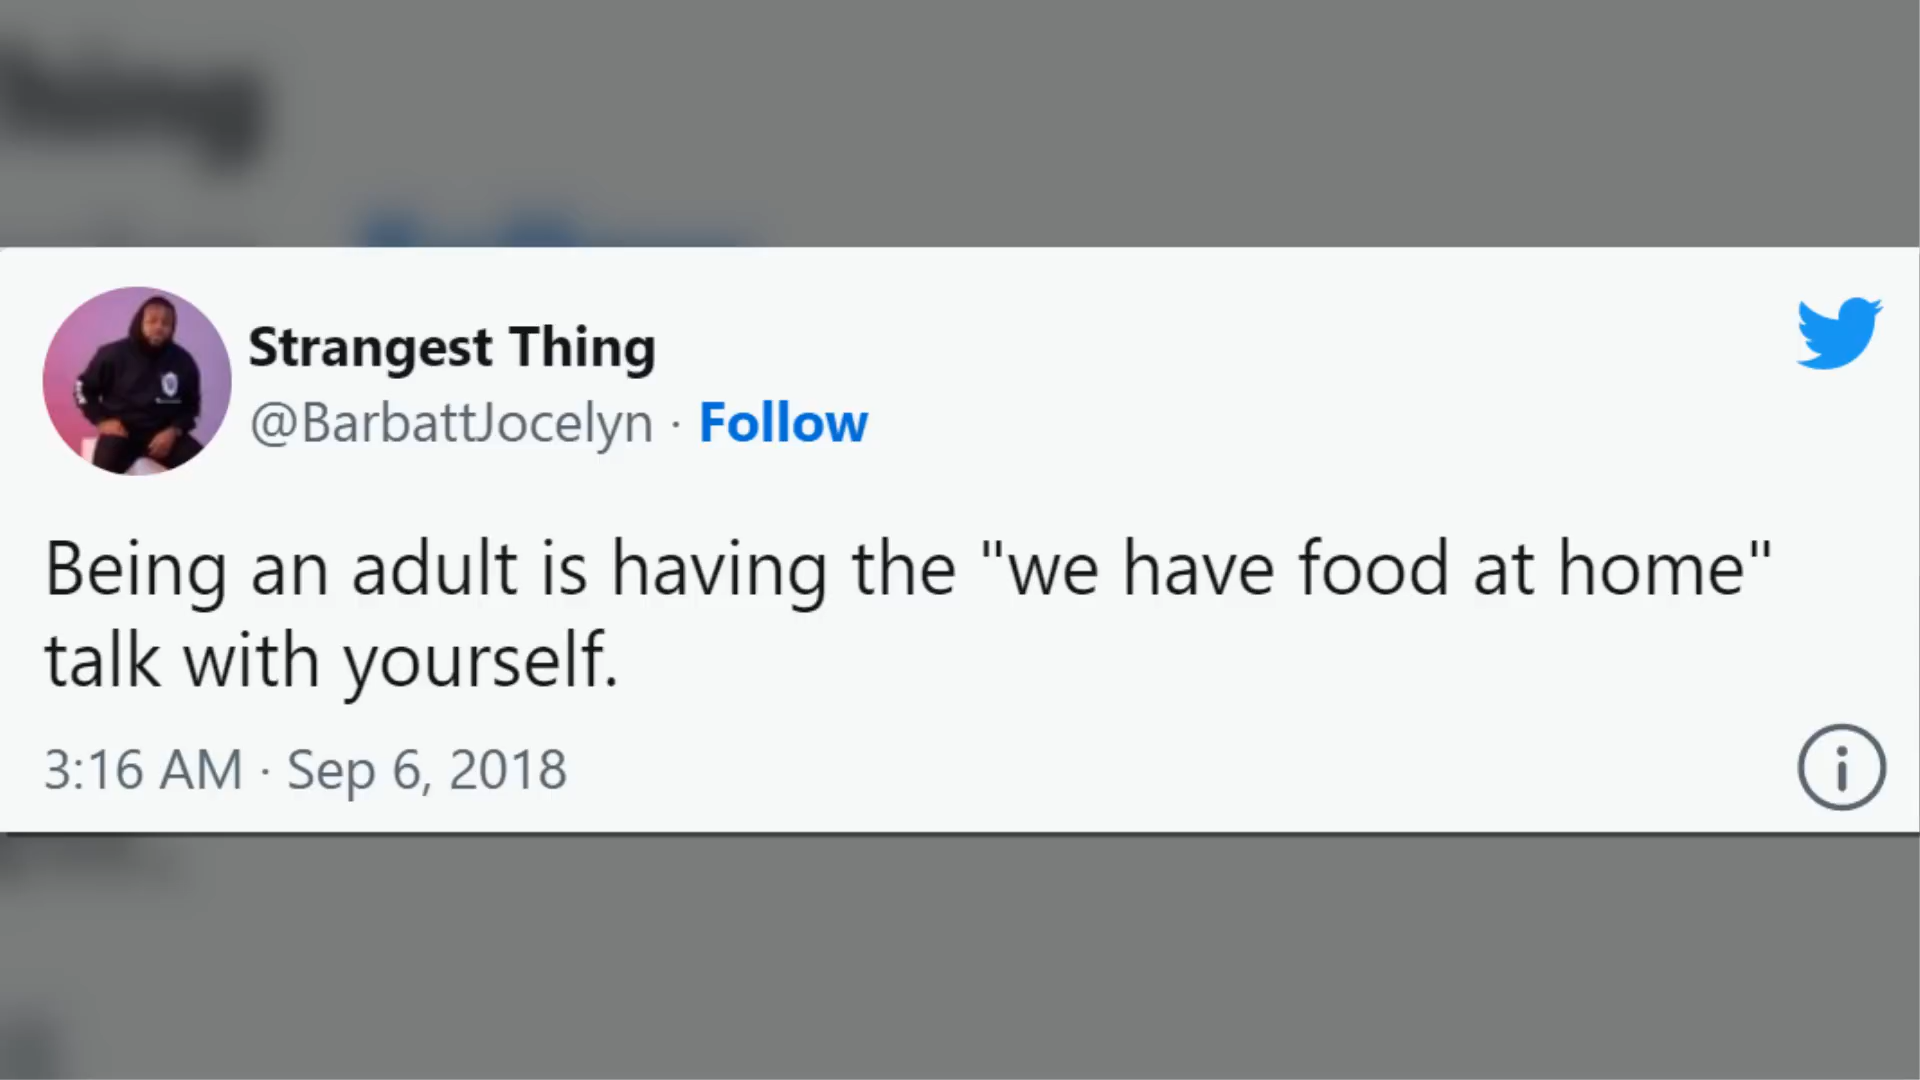 Strangest Thing
@BarbattJocelyn · Follow
Being an adult is having the "we have food at home"
talk with yourself.
3:16 AM · Sep 6, 2018